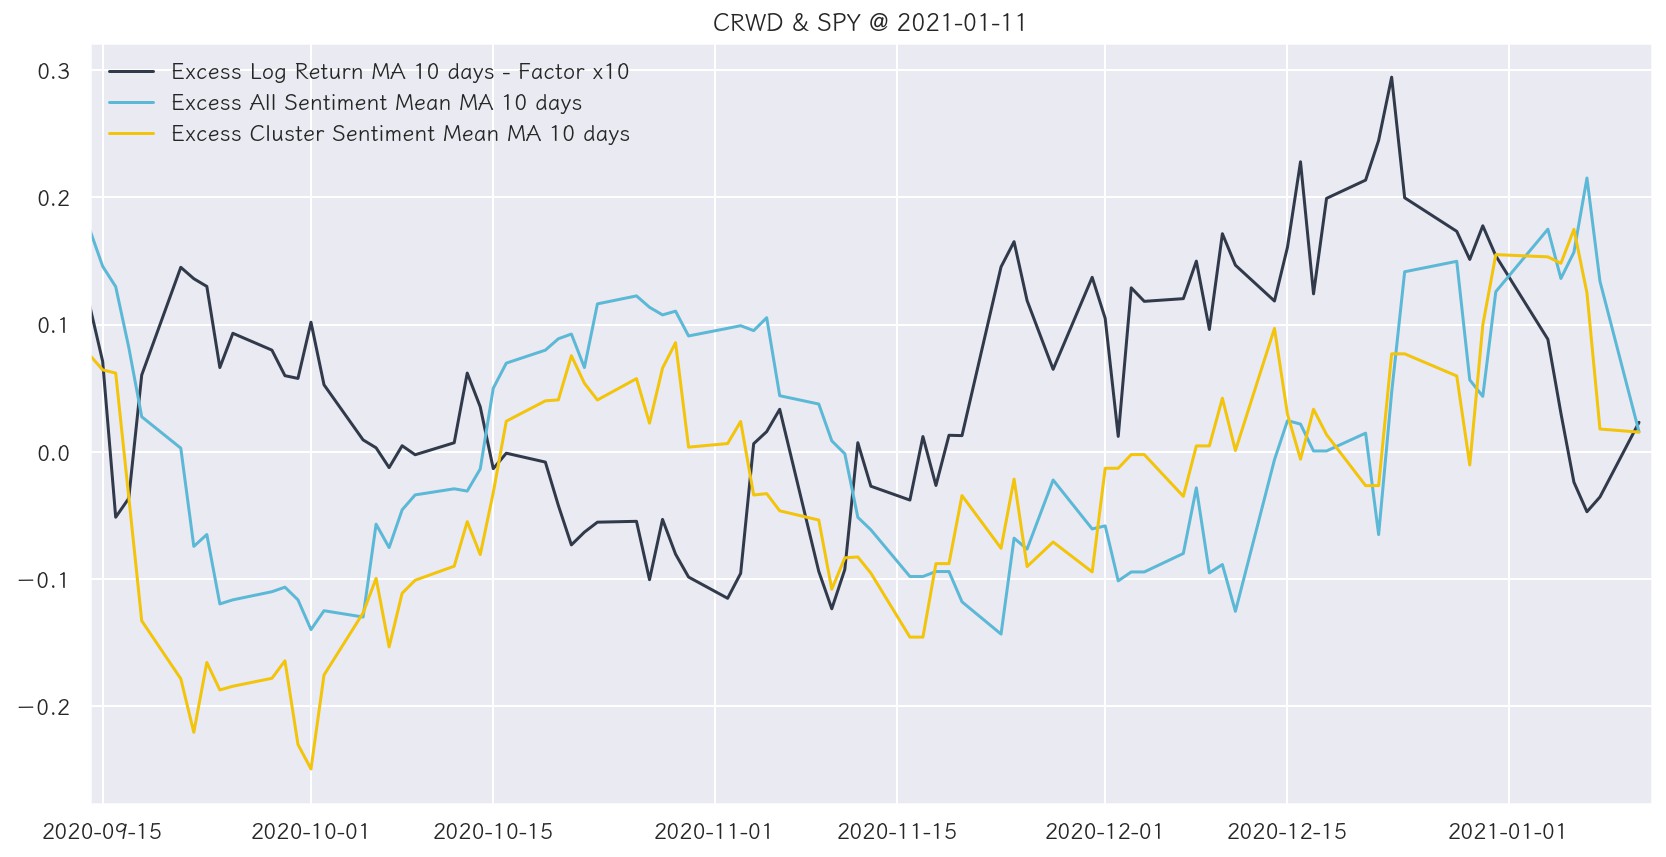 CRWD & SPY @ 2021-01-11
Excess Log Return MA 10 days - Factor x10
Excess All Sentiment Mean MA 10 days
Excess Cluster Sentiment Mean MA 10 days
0.3
0.2
0.1
0.0
−0.1
−0.2
2020-09-15 2020-10-01 2020-10-15 2020-11-01 2020-11-15 2020-12-01 2020-12-15 2021-01-01